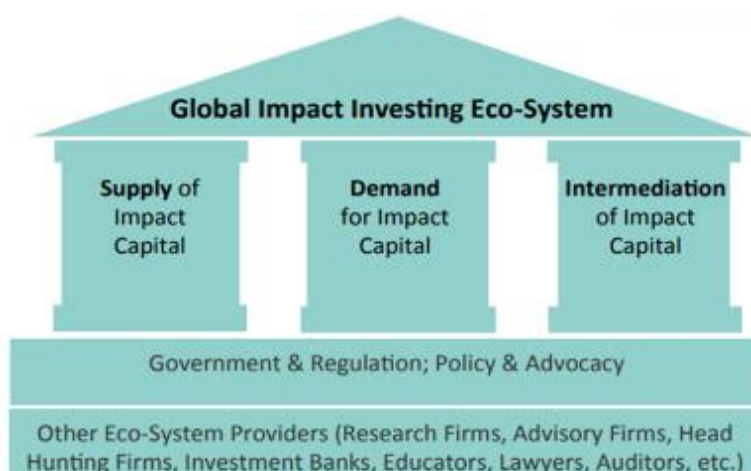 Global Impact Investing Eco-System
Supply of
Impact
Capital
Demand
for Impact
Capital
Intermediation
of Impact
Capital
Government & Regulation; Policy & Advocacy
Other Eco-System Providers (Research Firms, Advisory Firms, Head
Hunting Firms, Investment Banks, Educators, Lawyers, Auditors, etc.)